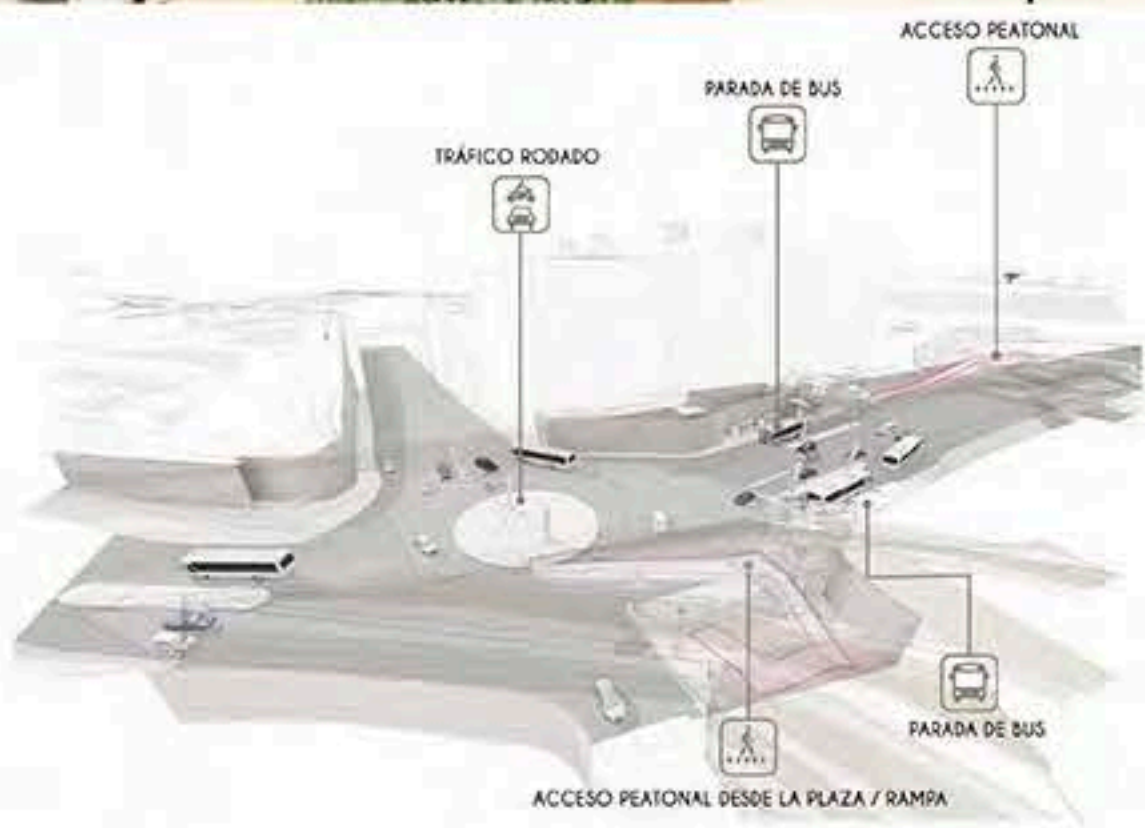 ACCESO PEATONAL
PARADA DE BUS
TRÁFICO RODADO
PARADA DE BUS
ACCESO PEATONAL DESDE LA PLAZA / RAMPA